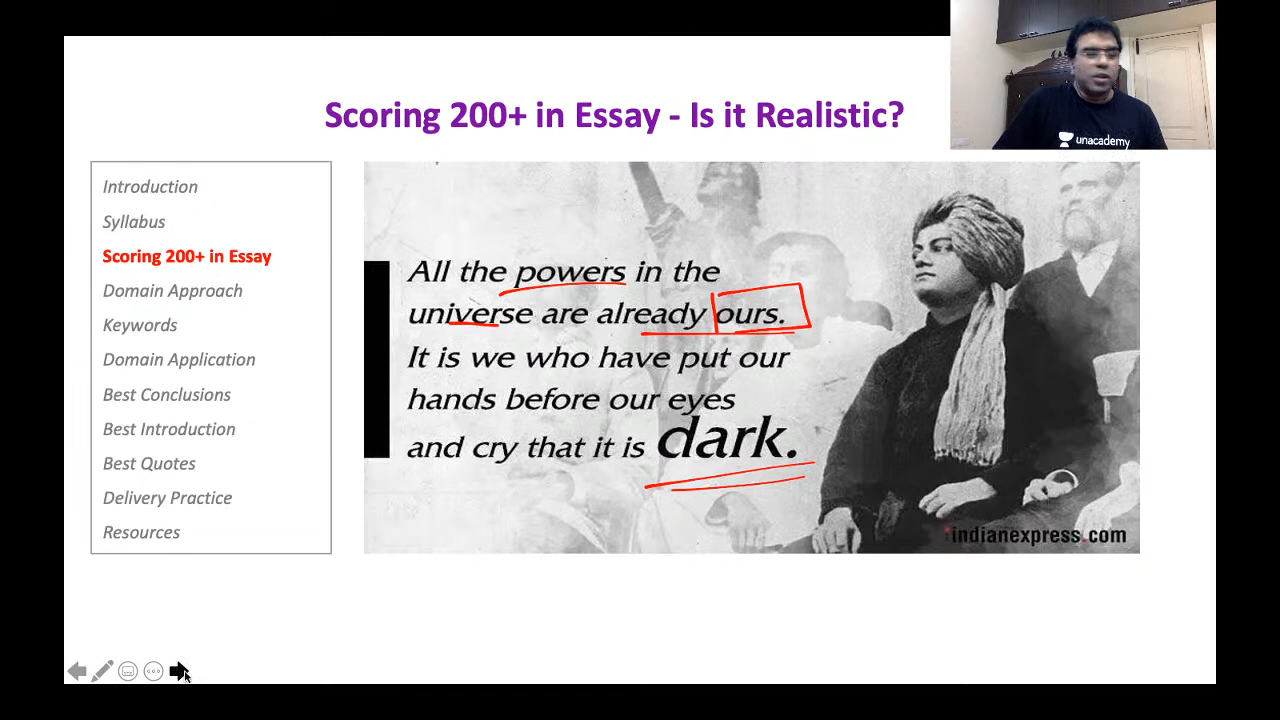 Scoring 200+ in Essay - Is it Realistic?
unacademy
Introduction
Syllabus
Scoring 200+ in Essay
Domain Approach
Keywords
Domain Application
Best Conclusions
Best Introduction
Best Quotes
Delivery Practice
Resources
All the powers in the
universe are already ours.
It is we who have put our
hands before our eyes
and cry that it is dark.
indianexpress.com